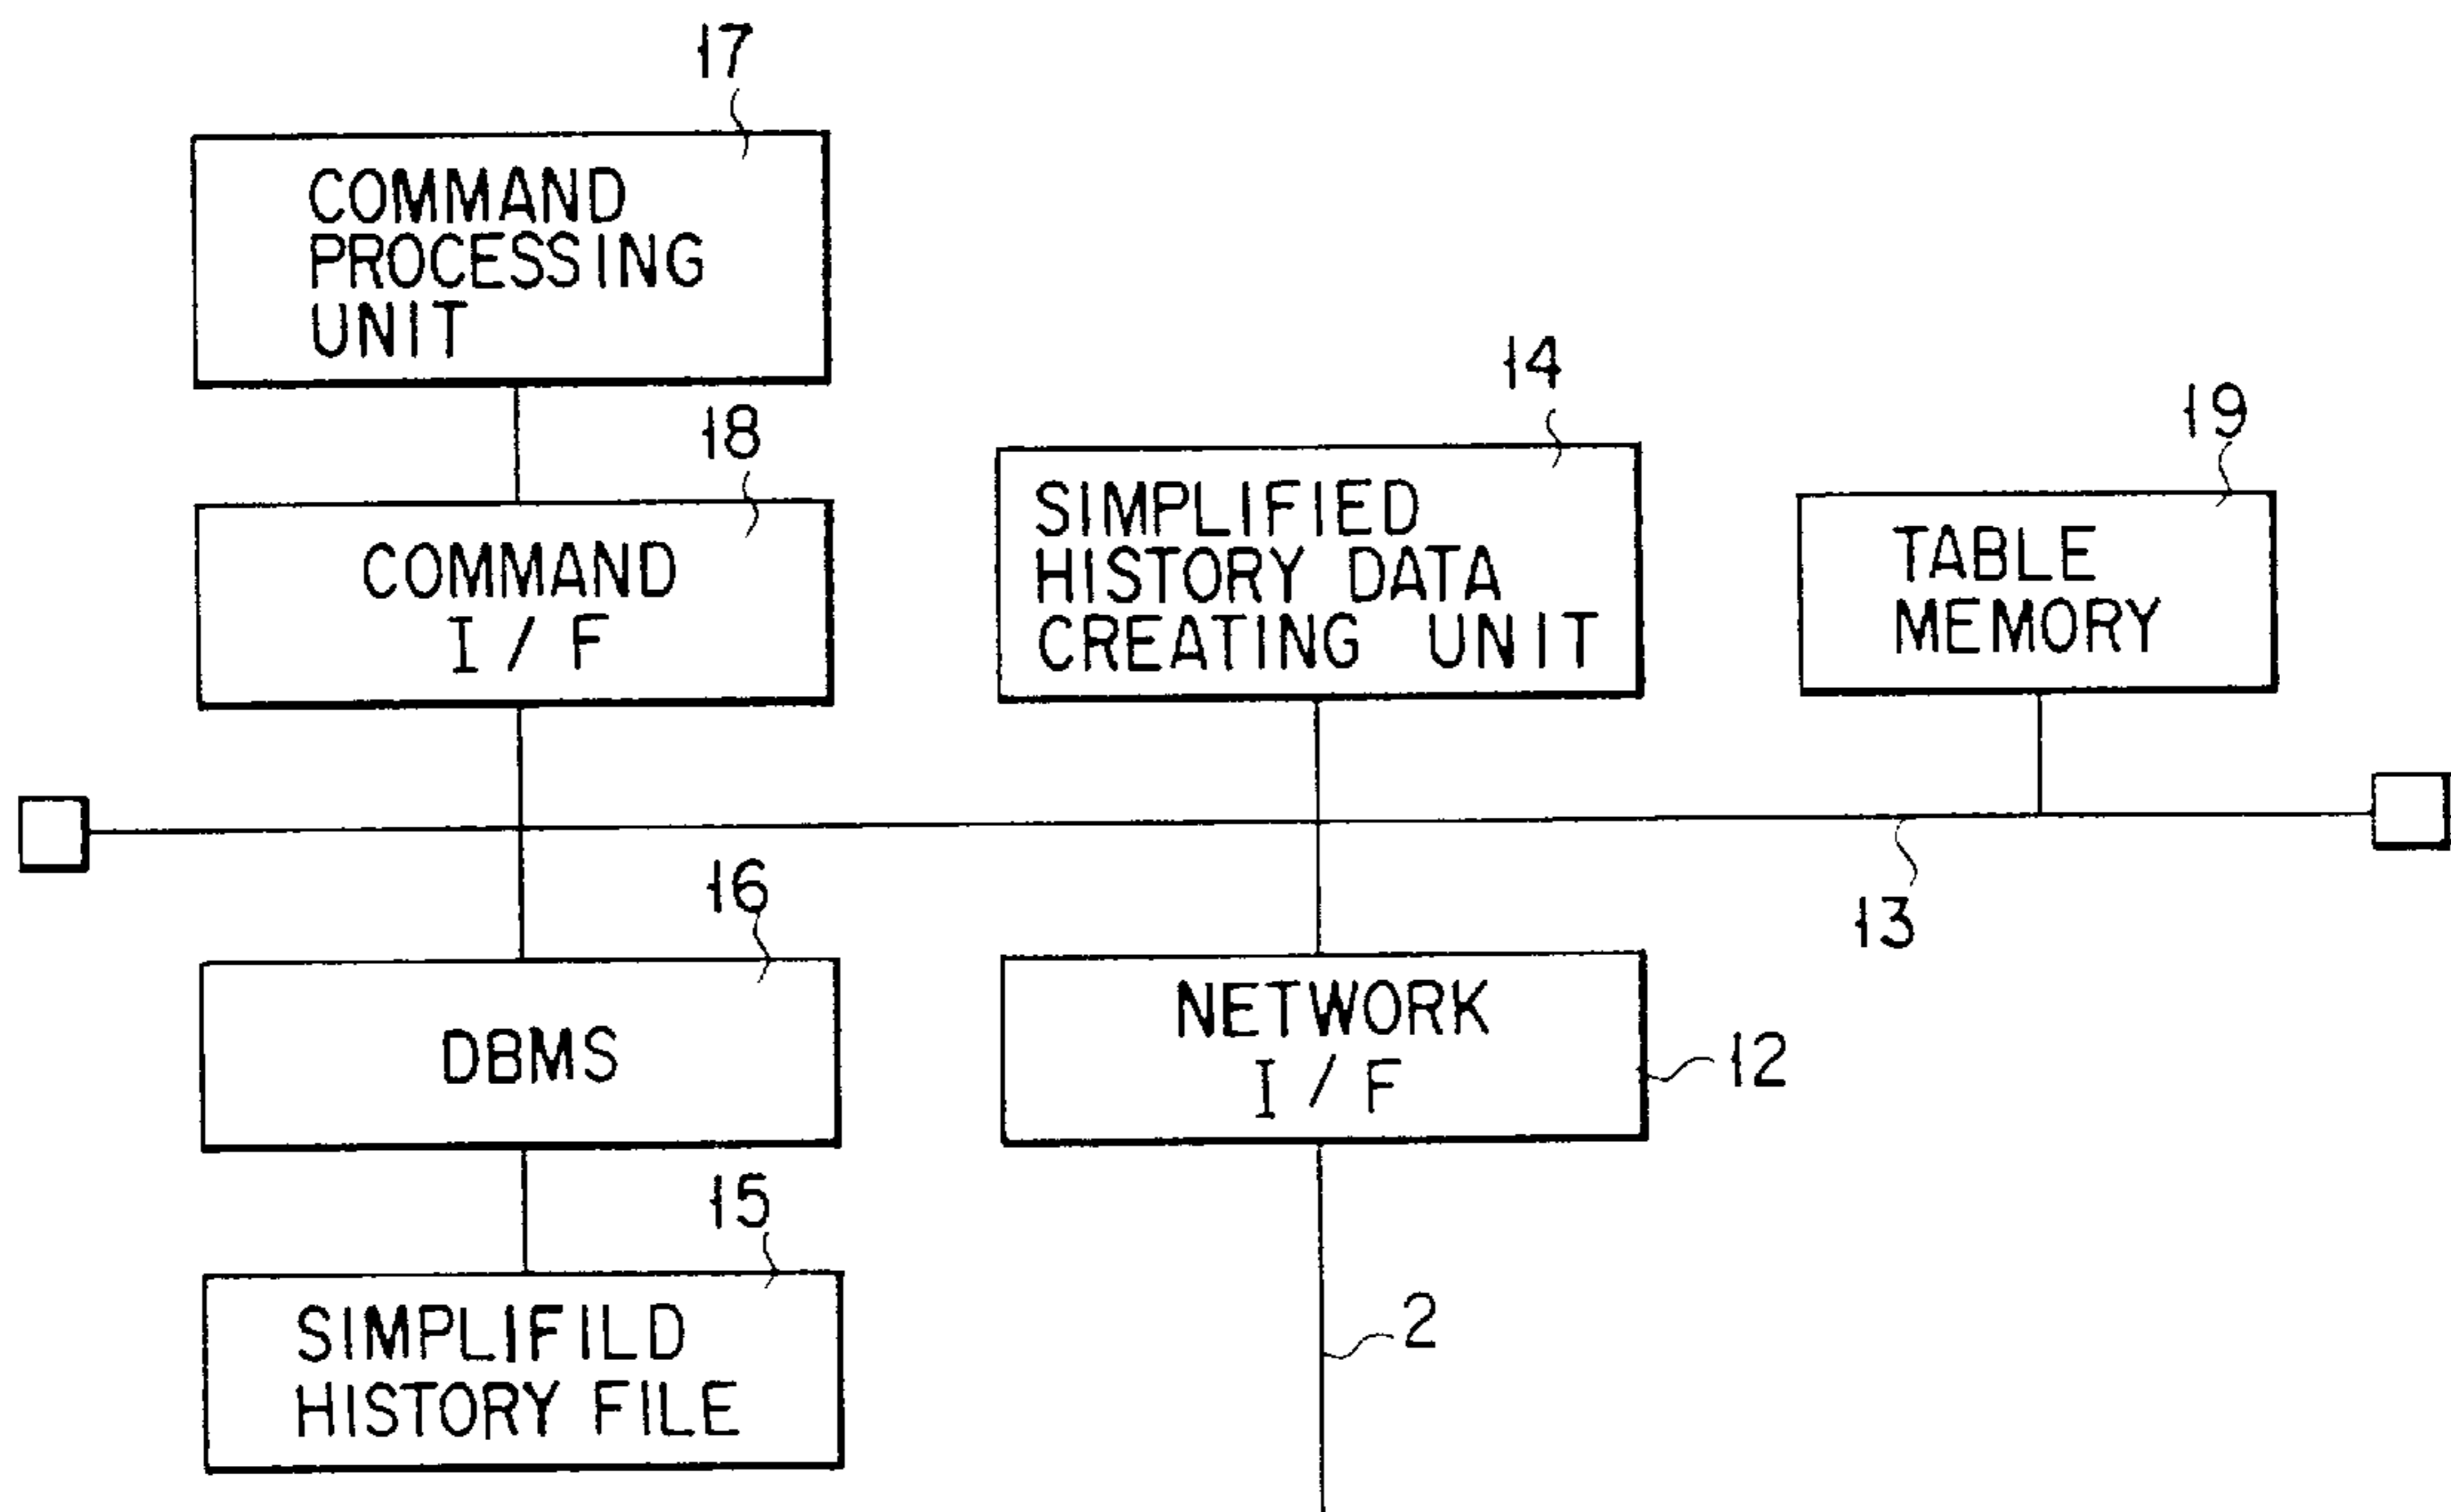 17
COMMAND
PROCESSING
UNIT
18
COMMAND
I / F
14
SIMPLIFIED
HISTORY DATA
CREATING UNIT
19
TABLE
MEMORY
13
16
DBMS
NETWORK
I / F
12
15
SIMPLIFILD
HISTORY FILE
2